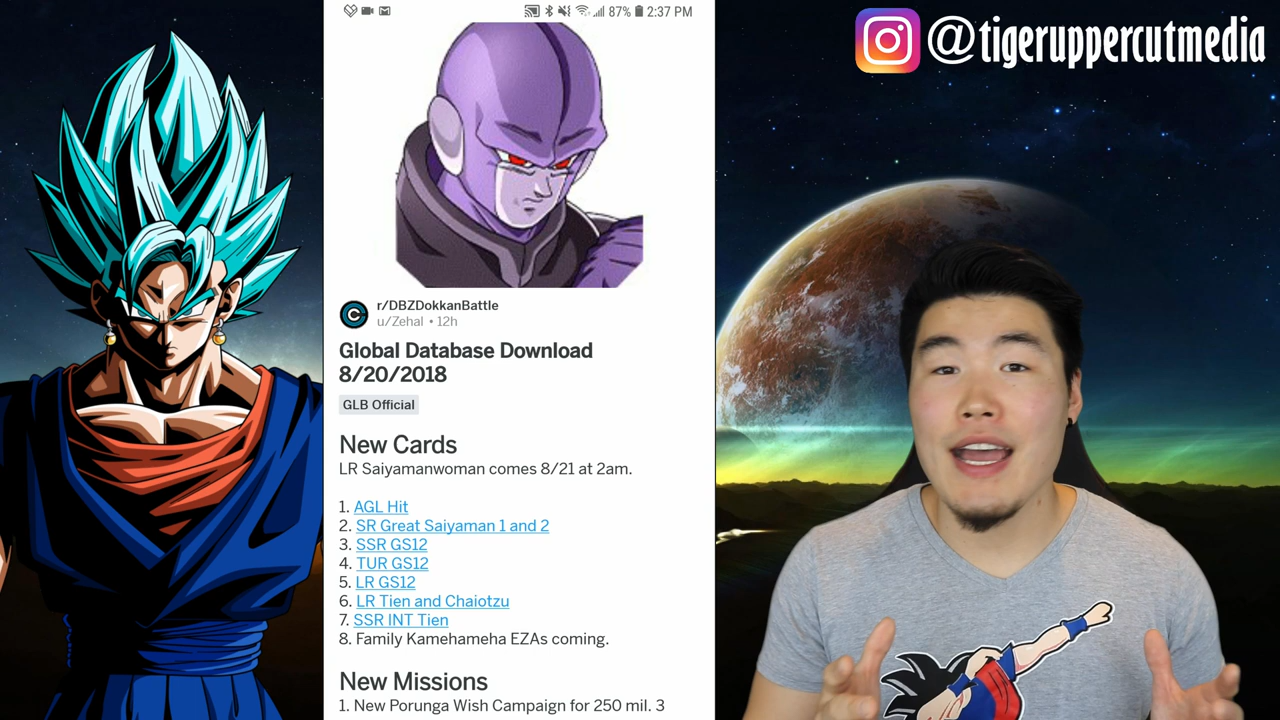 87% 2:37 PM
@tigeruppercutmedia
r/DBZDokkanBattle
u/Zehal • 12h
Global Database Download
8/20/2018
GLB Official
New Cards
LR Saiyamanwoman comes 8/21 at 2am.
1. AGL Hit
2. SR Great Saiyaman 1 and 2
3. SSR GS12
4. TUR GS12
5. LR GS12
6. LR Tien and Chaiotzu
7. SSR INT Tien
8. Family Kamehameha EZAs coming.
New Missions
1. New Porunga Wish Campaign for 250 mil. 3